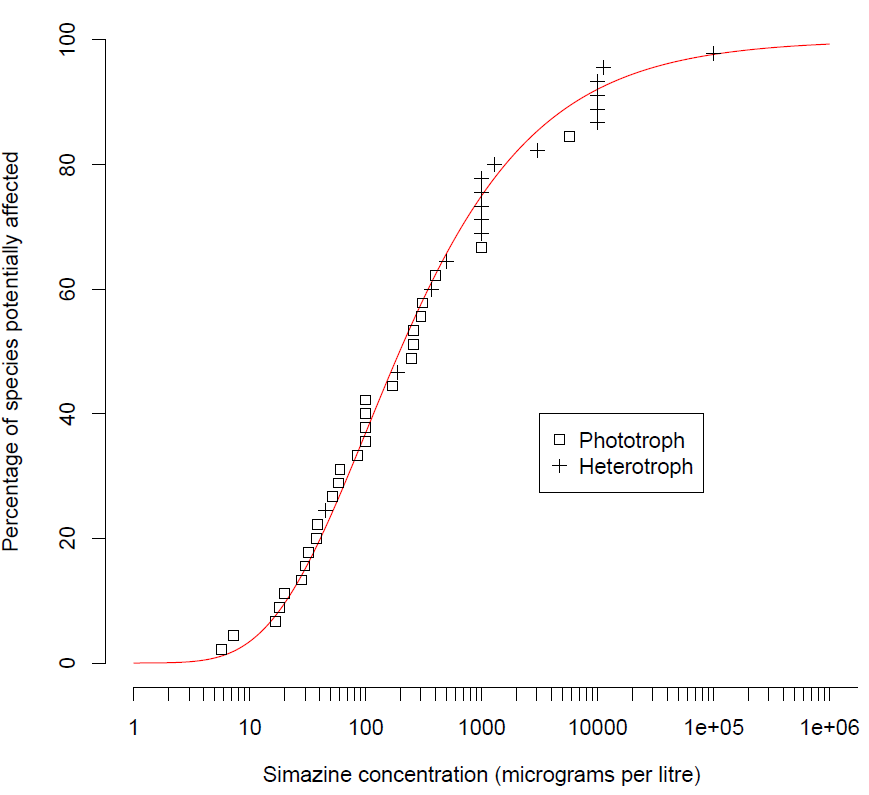 100
80
60
40
20
0
Percentage of species potentially affected
Phototroph
Heterotroph
1 10 100 1000 10000 1e+05 1e+06
Simazine concentration (micrograms per litre)